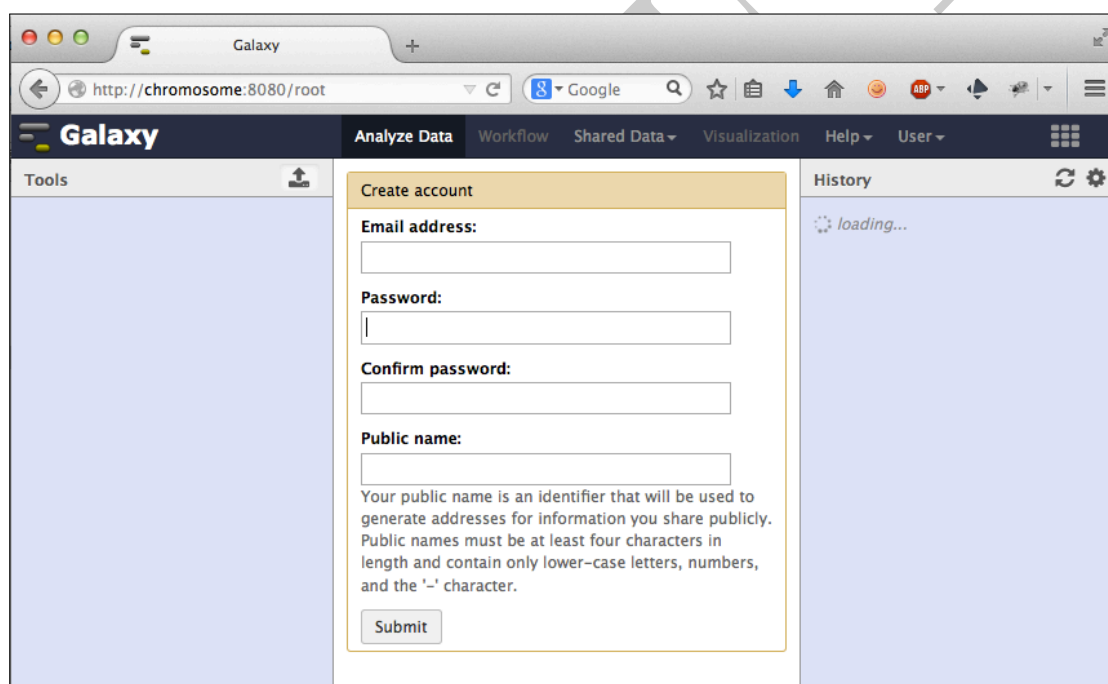 Galaxy
http://chromosome:8080/root
8 Google
ABP
Galaxy
Analyze Data Workflow Shared Data Visualization Help User
Tools
Create account
Email address:
Password:
Confirm password:
Public name:
Your public name is an identifier that will be used to
generate addresses for information you share publicly.
Public names must be at least four characters in
length and contain only lower-case letters, numbers,
and the '-' character.
Submit
History
loading...